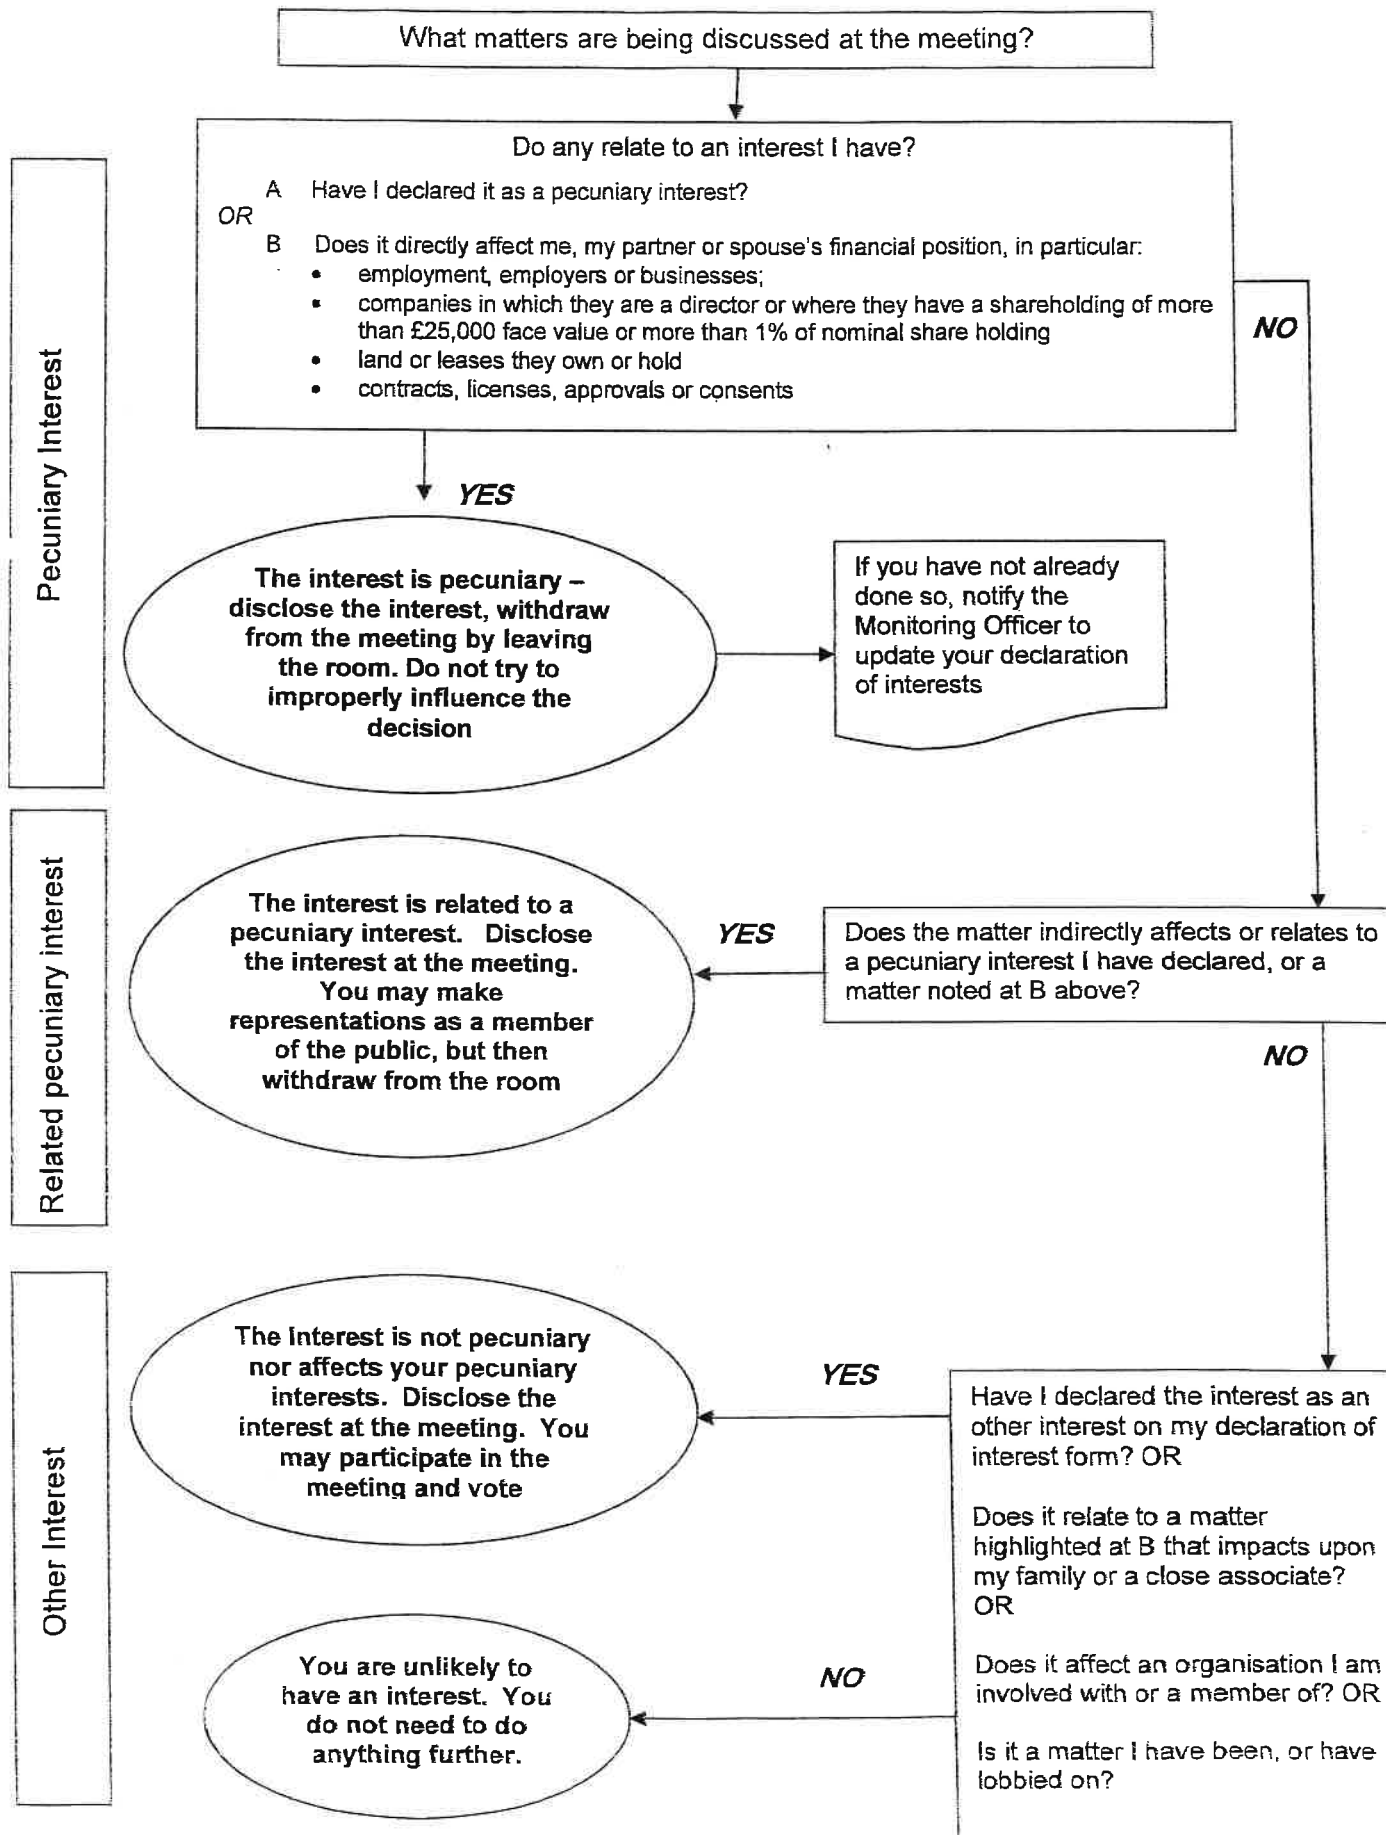 What matters are being discussed at the meeting?
Do any relate to an interest I have?
A Have I declared it as a pecuniary interest?
OR
B Does it directly affect me, my partner or spouse's financial position, in particular:
• employment, employers or businesses;
• companies in which they are a director or where they have a shareholding of more
than £25,000 face value or more than 1% of nominal share holding
• land or leases they own or hold
• contracts, licenses, approvals or consents
NO
Pecuniary Interest
YES
The interest is pecuniary –
disclose the interest, withdraw
from the meeting by leaving
the room. Do not try to
improperly influence the
decision
If you have not already
done so, notify the
Monitoring Officer to
update your declaration
of interests
Related pecuniary interest
The interest is related to a
pecuniary interest. Disclose
the interest at the meeting.
You may make
representations as a member
of the public, but then
withdraw from the room
YES
Does the matter indirectly affects or relates to
a pecuniary interest I have declared, or a
matter noted at B above?
NO
Other Interest
The Interest is not pecuniary
nor affects your pecuniary
interests. Disclose the
interest at the meeting. You
may participate in the
meeting and vote
YES
Have I declared the interest as an
other interest on my declaration of
interest form? OR
Does it relate to a matter
highlighted at B that impacts upon
my family or a close associate?
OR
Does it affect an organisation I am
involved with or a member of? OR
Is it a matter I have been, or have
lobbied on?
NO
You are unlikely to
have an interest. You
do not need to do
anything further.